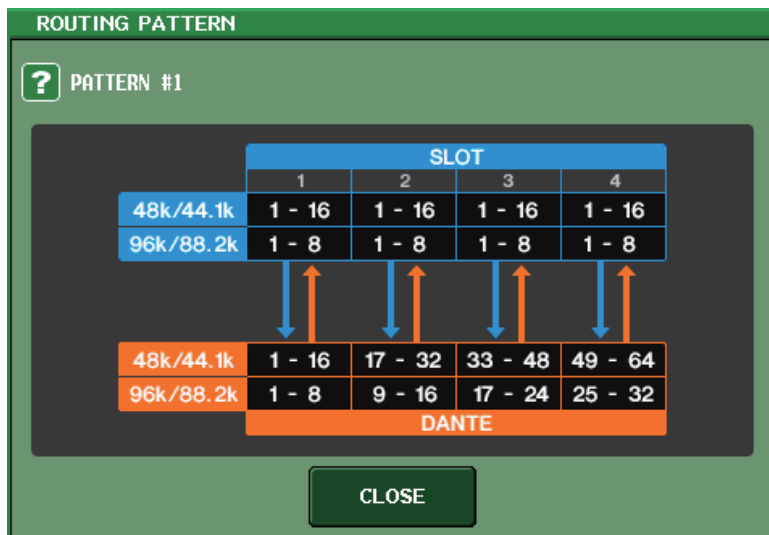 ROUTING PATTERN
? PATTERN #1
SLOT
1 2 3 4
48k/44.1k 1 - 16 1 - 16 1 - 16 1 - 16
96k/88.2k 1 - 8 1 - 8 1 - 8 1 - 8
48k/44.1k 1 - 16 17 - 32 33 - 48 49 - 64
96k/88.2k 1 - 8 9 - 16 17 - 24 25 - 32
DANTE
CLOSE